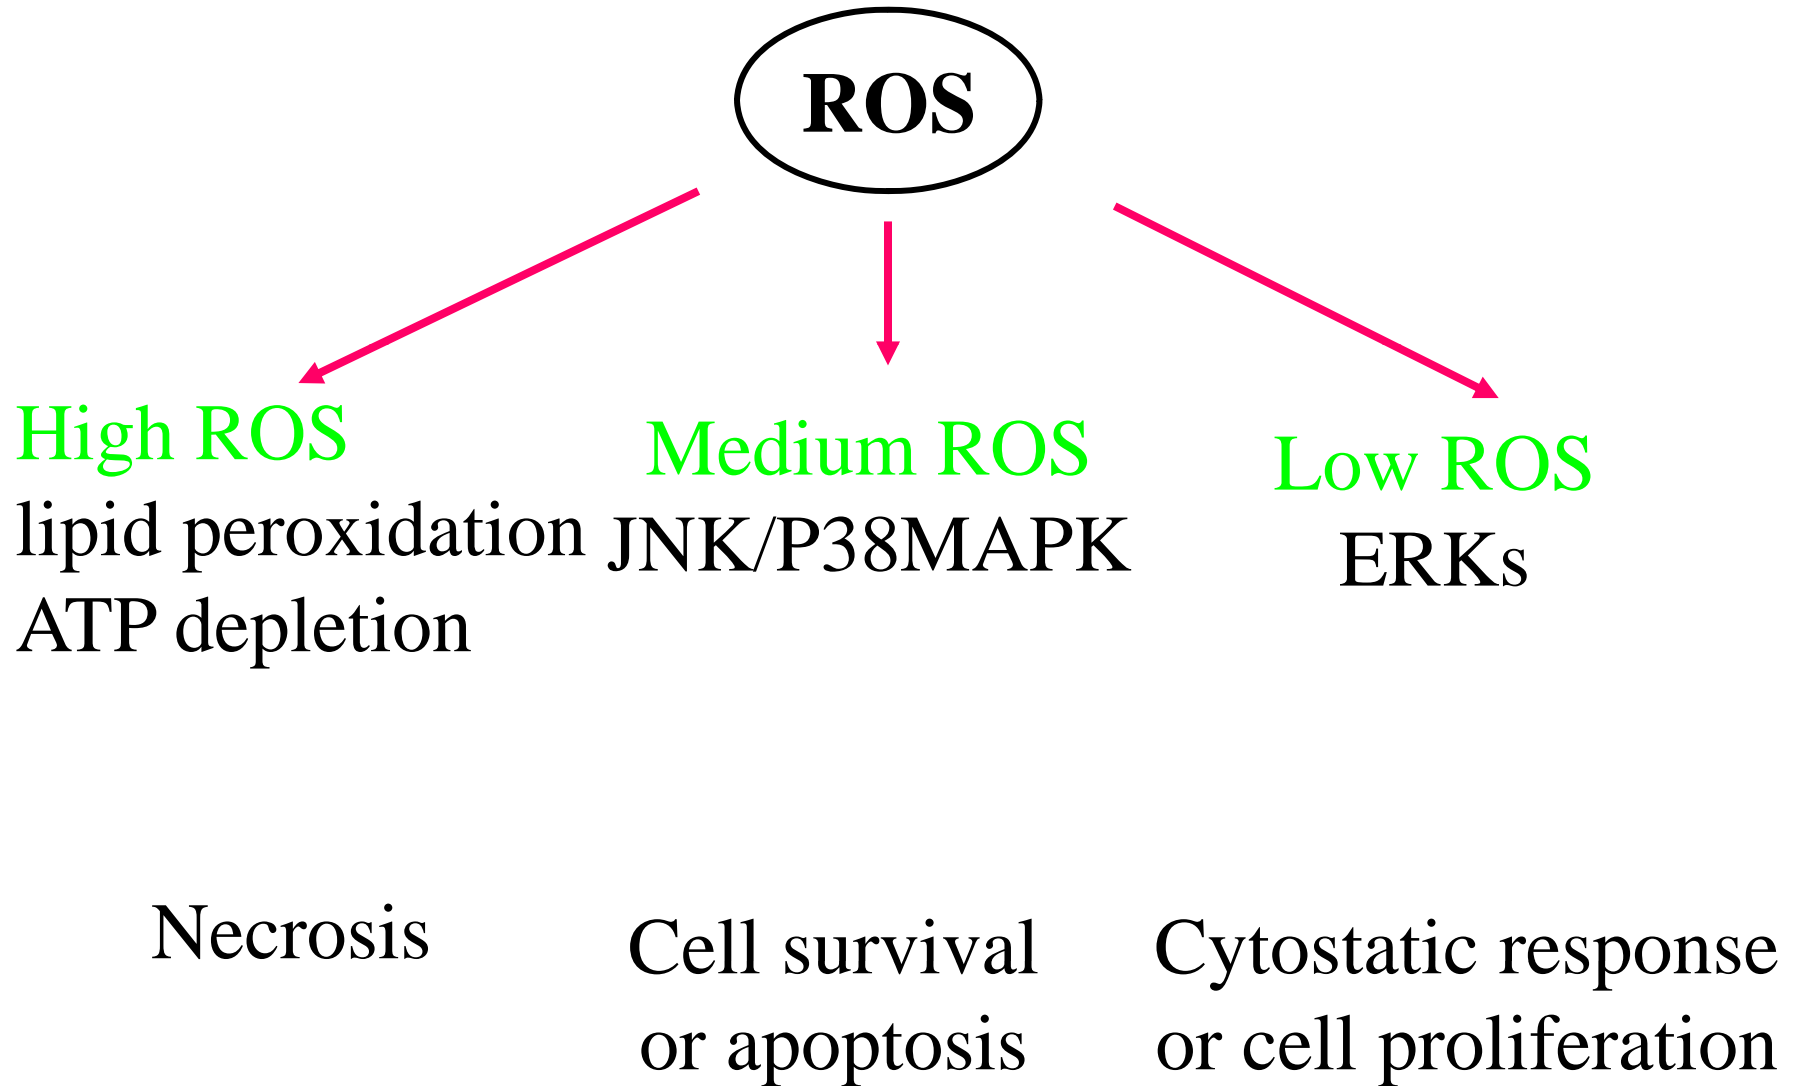 ROS
High ROS
lipid peroxidation
ATP depletion
Medium ROS
JNK/P38MAPK
Low ROS
ERKs
Necrosis
Cell survival
or apoptosis
Cytostatic response
or cell proliferation